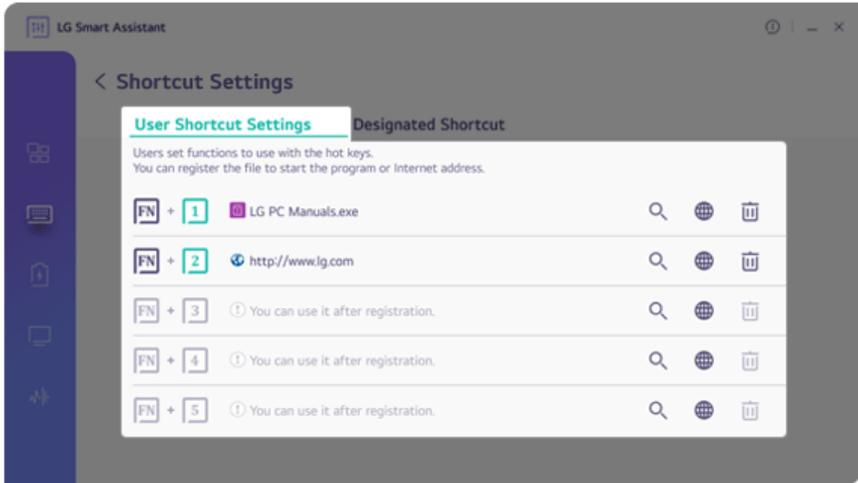 LG Smart Assistant
Shortcut Settings
User Shortcut Settings Designated Shortcut
Users set functions to use with the hot keys.
You can register the file to start the program or Internet address.
FN + 1 LG PC Manuals.exe
FN + 2 http://www.lg.com
FN + 3 You can use it after registration.
FN + 4 You can use it after registration.
FN + 5 You can use it after registration.